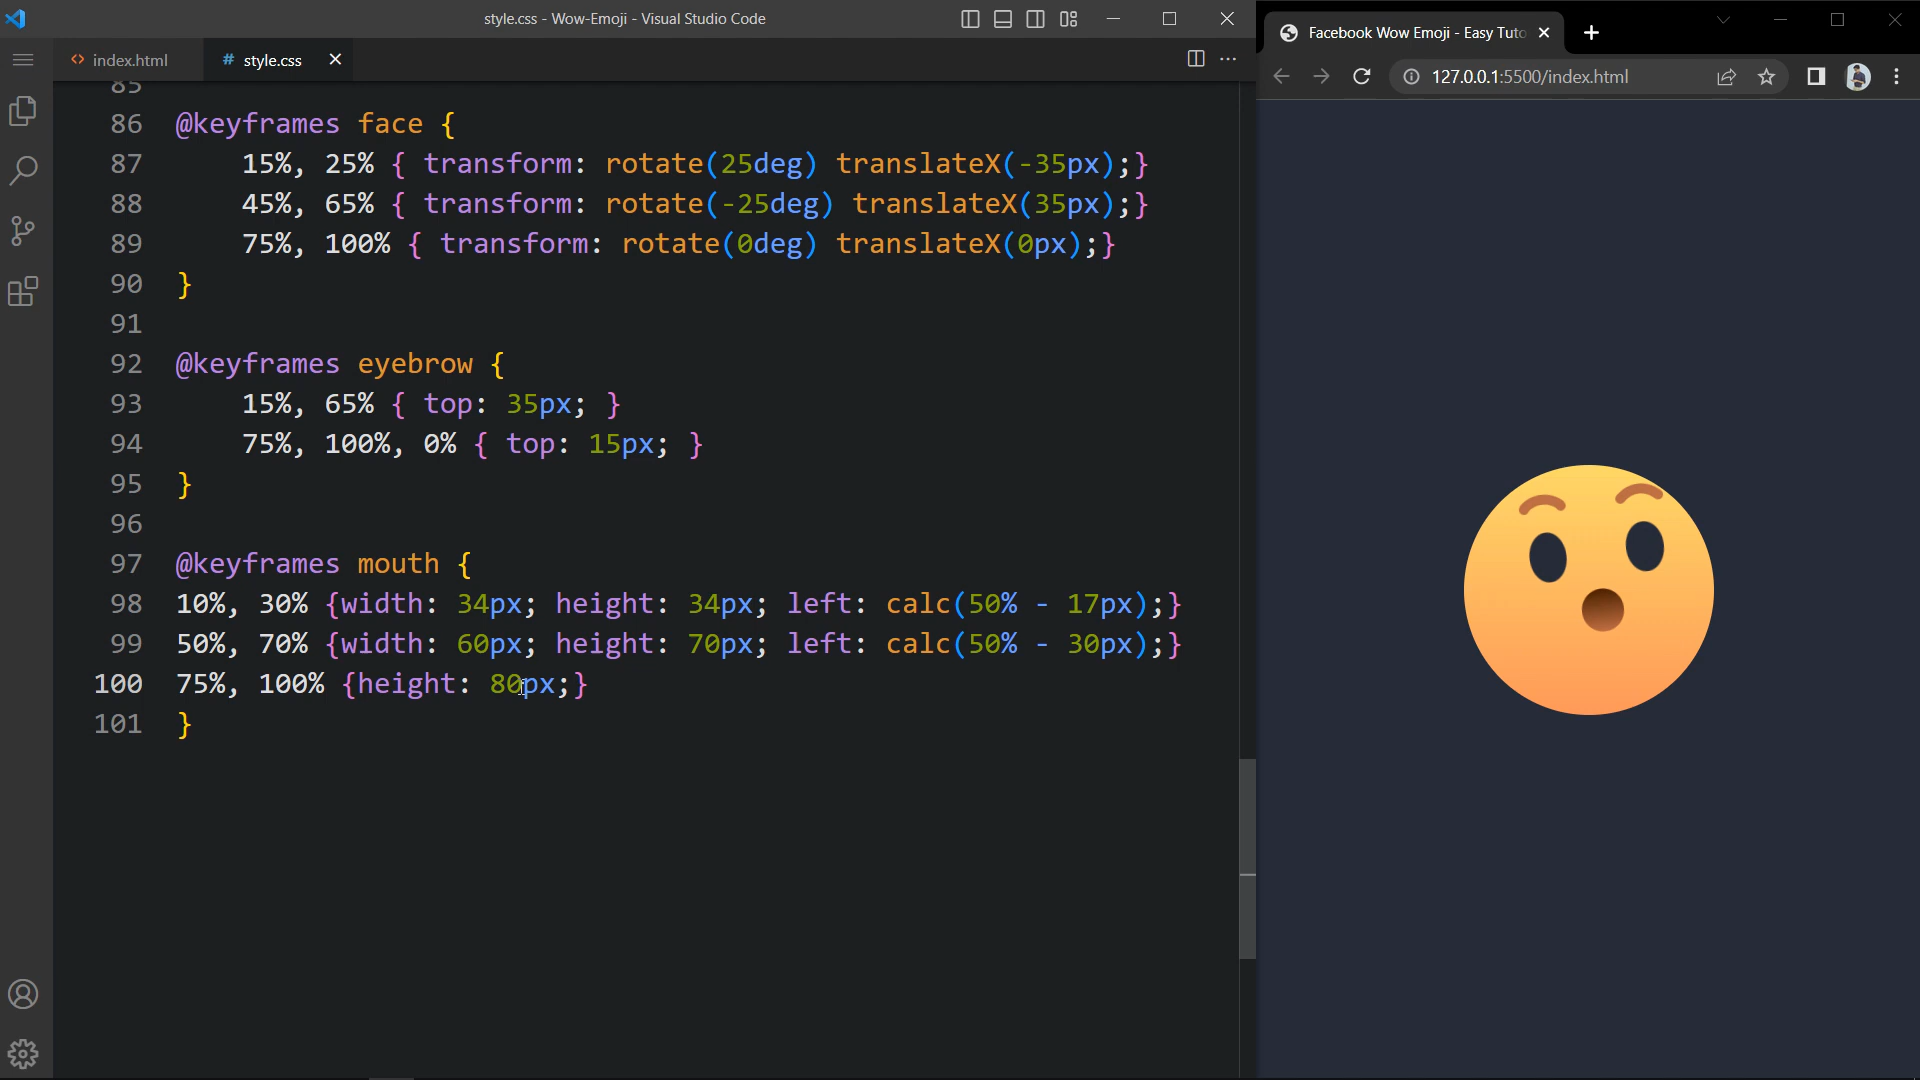 style.css - Wow-Emoji - Visual Studio Code
index.html
# style.css
85
86 @keyframes face {
87 15%, 25% { transform: rotate(25deg) translateX(-35px);}
88 45%, 65% { transform: rotate(-25deg) translateX(35px);}
89 75%, 100% { transform: rotate(0deg) translateX(0px);}
90 }
91
92 @keyframes eyebrow {
93 15%, 65% { top: 35px; }
94 75%, 100%, 0% { top: 15px; }
95 }
96
97 @keyframes mouth {
98 10%, 30% {width: 34px; height: 34px; left: calc(50% - 17px);}
99 50%, 70% {width: 60px; height: 70px; left: calc(50% - 30px);}
100 75%, 100% {height: 80px;}
101 }
Facebook Wow Emoji - Easy Tuto
127.0.0.1:5500/index.html